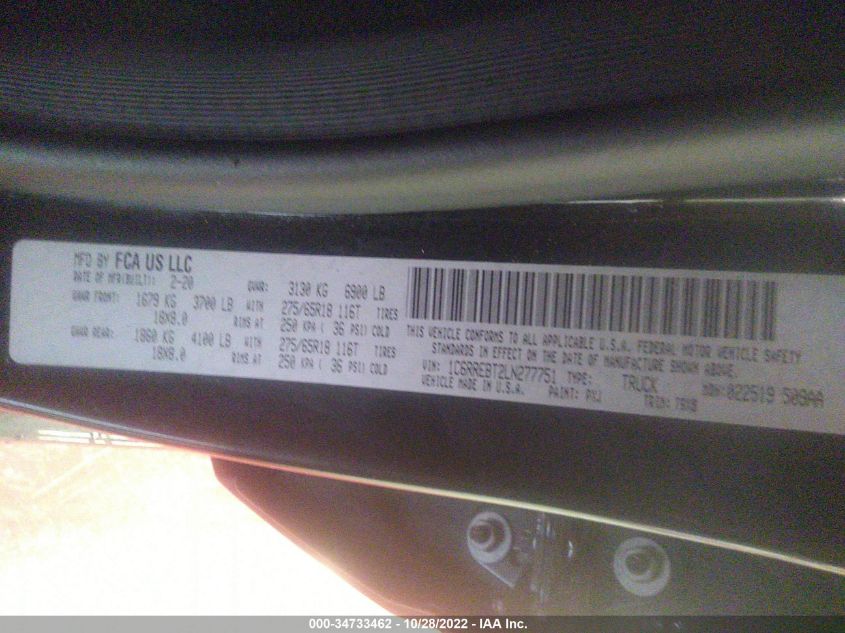 MFD BY FCA US LLC
DATE OF MFR(BUILT): 2-20 GVWR: 3130 KG 6900 LB
GAWR FRONT: 1679 KG 3700 LB WITH 275/65R18 116T TIRES
18X8.0 RIMS AT 250 KPA ( 36 PSI) COLD
GAWR REAR: 1860 KG 4100 LB WITH 275/65R18 116T TIRES
18X8.0 RIMS AT 250 KPA ( 36 PSI) COLD
THIS VEHICLE CONFORMS TO ALL APPLICABLE U.S.A. FEDERAL MOTOR VEHICLE SAFETY
STANDARDS IN EFFECT ON THE DATE OF MANUFACTURE SHOWN ABOVE.
VIN: 1C6RREBT2LN277751 TYPE: TRUCK MDH: 022519 509AA
VEHICLE MADE IN U.S.A. PAINT: PXJ TRIM:
000-34733462 - 10/28/2022 - IAA Inc.